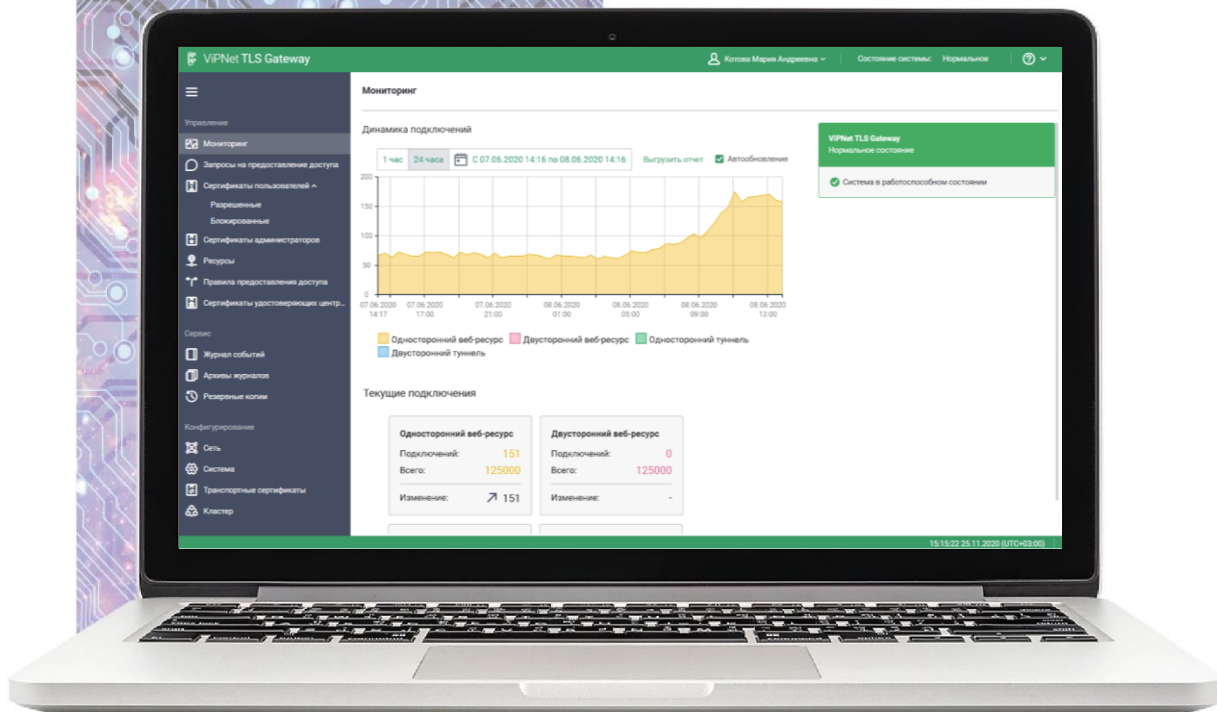 ViPNet TLS Gateway
Котова Мария Андреевна
Состояние системы: Нормальное
Управление
Мониторинг
Запросы на предоставление доступа
Сертификаты пользователей
Разрешенные
Блокированные
Сертификаты администраторов
Ресурсы
Правила предоставления доступа
Сертификаты удостоверяющих центр...
Сервис
Журнал событий
Архивы журналов
Резервные копии
Конфигурирование
Сеть
Система
Транспортные сертификаты
Кластер
Мониторинг
Динамика подключений
1 час 24 часа С 07.06.2020 14:16 по 08.06.2020 14:16 Выгрузить отчет Автообновление
200
150
100
50
0
07.06.2020 07.06.2020 07.06.2020 08.06.2020 08.06.2020 08.06.2020 08.06.2020
14:17 17:00 21:00 01:00 05:00 09:00 13:00
Односторонний веб-ресурс Двусторонний веб-ресурс Односторонний туннель
Двусторонний туннель
ViPNet TLS Gateway
Нормальное состояние
Система в работоспособном состоянии
Текущие подключения
Односторонний веб-ресурс
Подключений: 151
Всего: 125000
Изменение: 151
Двусторонний веб-ресурс
Подключений: 0
Всего: 125000
Изменение: -
15:15:22 25.11.2020 (UTC+03:00)